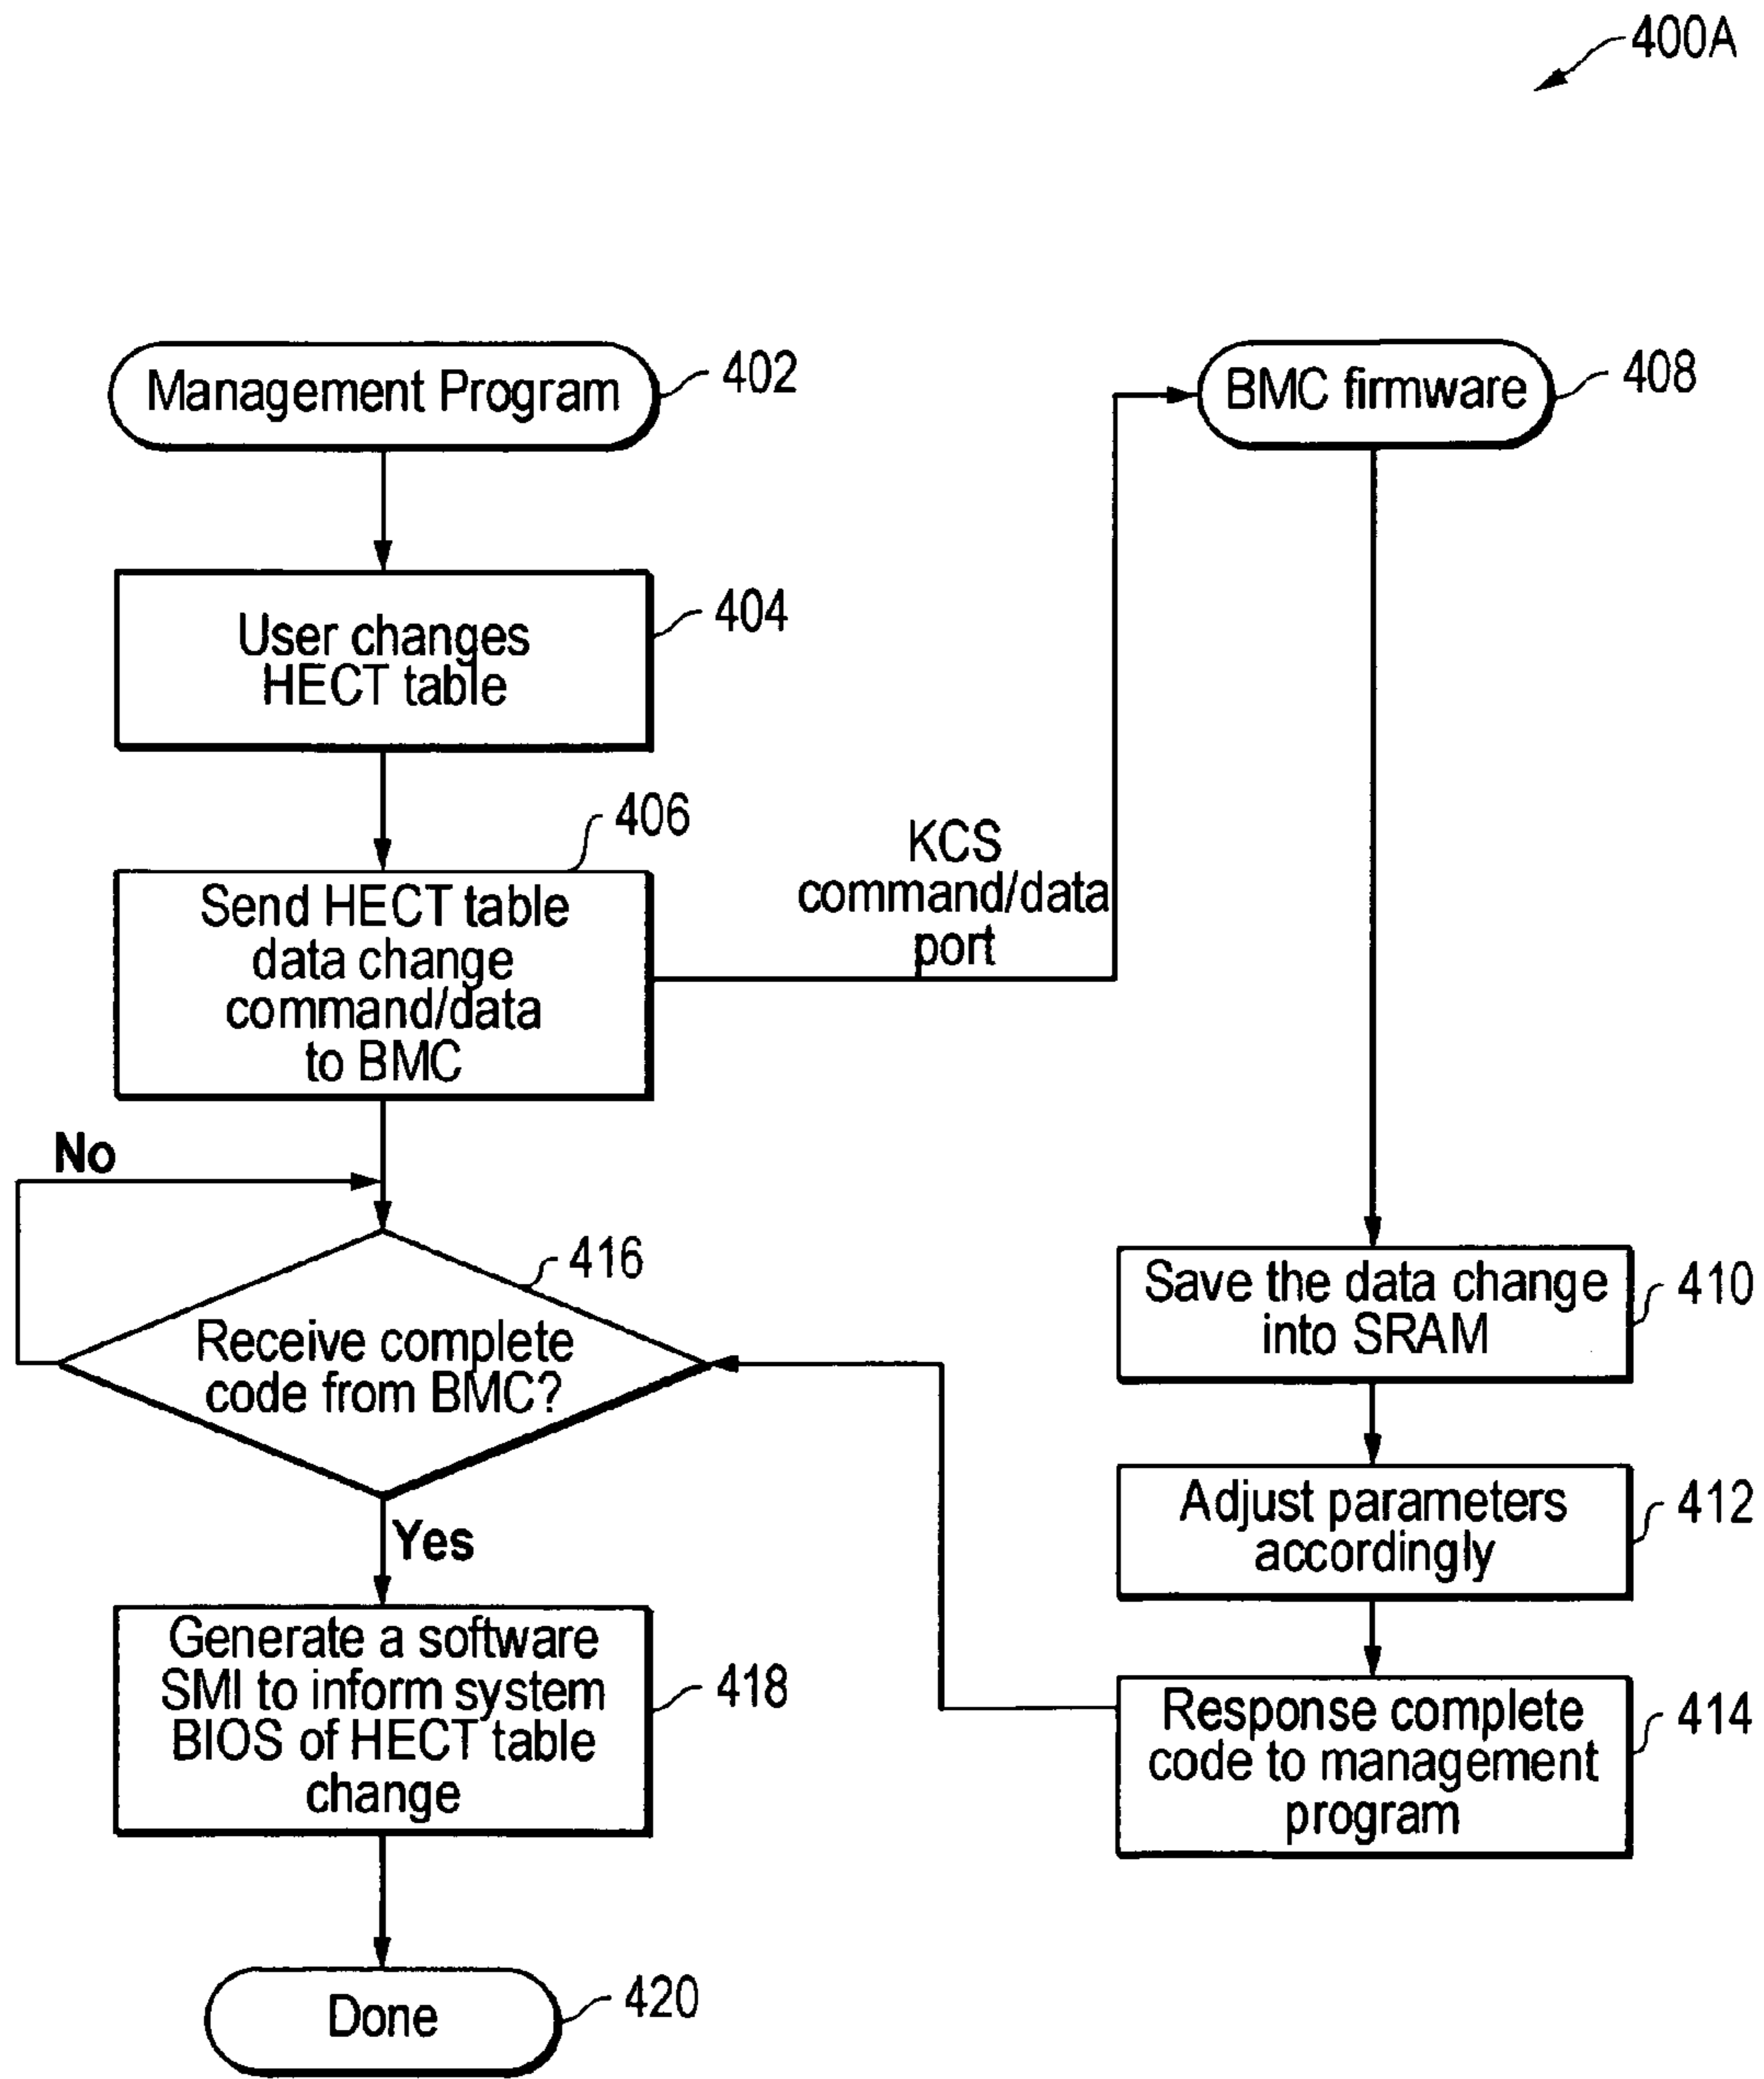 400A
Management Program
402
BMC firmware
408
User changes
HECT table
404
406
Send HECT table
data change
command/data
to BMC
KCS
command/data
port
No
416
Receive complete
code from BMC?
Yes
Save the data change
into SRAM
410
Adjust parameters
accordingly
412
Generate a software
SMI to inform system
BIOS of HECT table
change
418
Response complete
code to management
program
414
Done
420